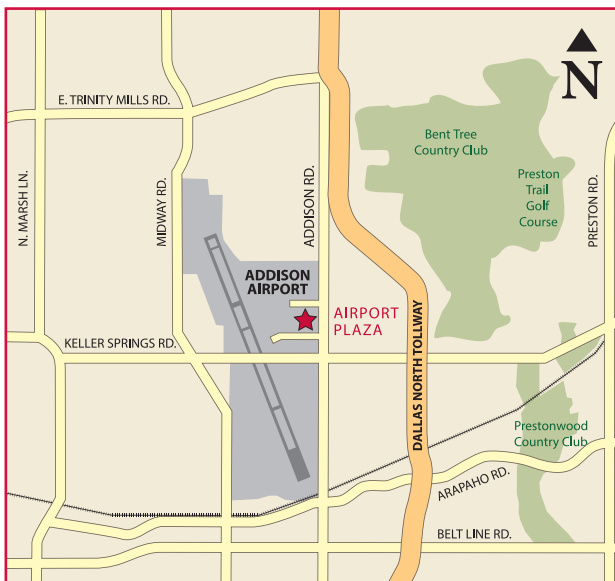 N
E. TRINITY MILLS RD.
Bent Tree
Country Club
Preston
Trail
Golf
Course
N. MARSH LN.
MIDWAY RD.
ADDISON RD.
PRESTON RD.
ADDISON
AIRPORT
AIRPORT
PLAZA
KELLER SPRINGS RD.
DALLAS NORTH TOLLWAY
Prestonwood
Country Club
ARAPAHO RD.
BELT LINE RD.